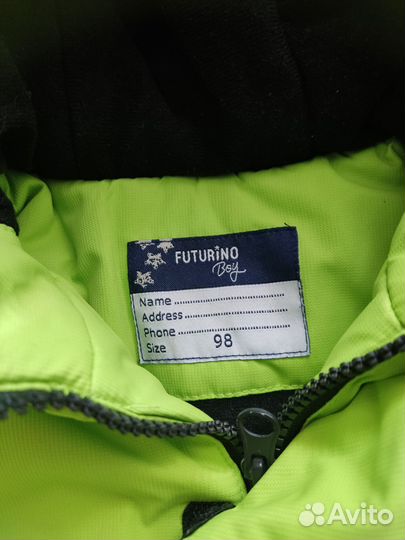 FUTURINO
Boy
Name
Address
Phone
Size 98
Avito